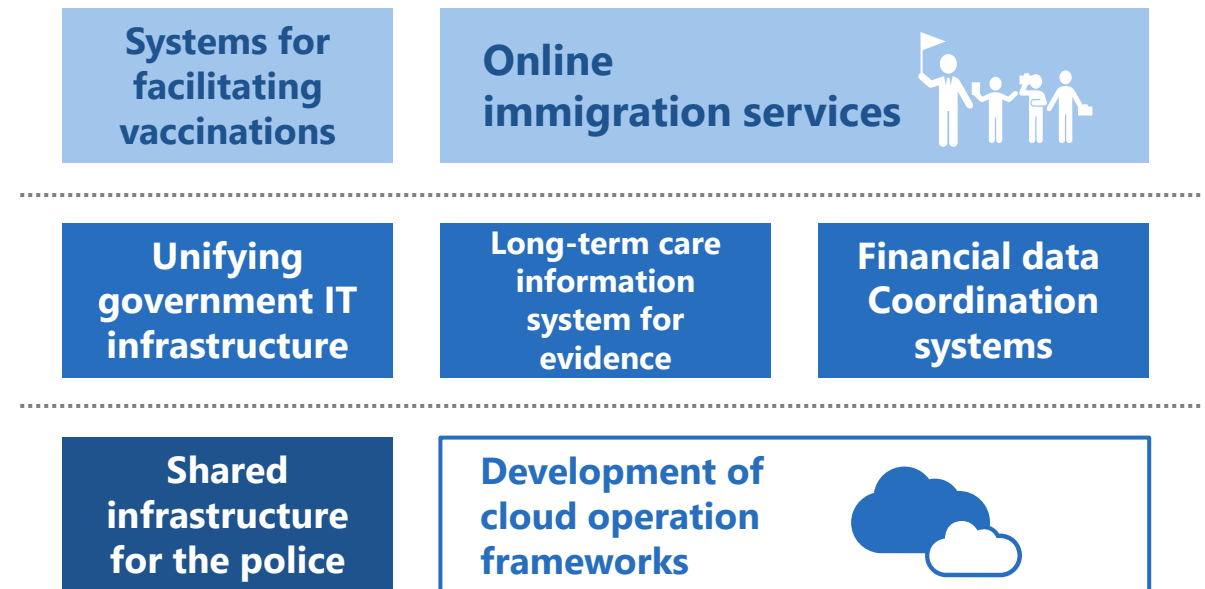 Systems for
facilitating
vaccinations
Online
immigration services
Unifying
government IT
infrastructure
Long-term care
information
system for
evidence
Financial data
Coordination
systems
Shared
infrastructure
for the police
Development of
cloud operation
frameworks